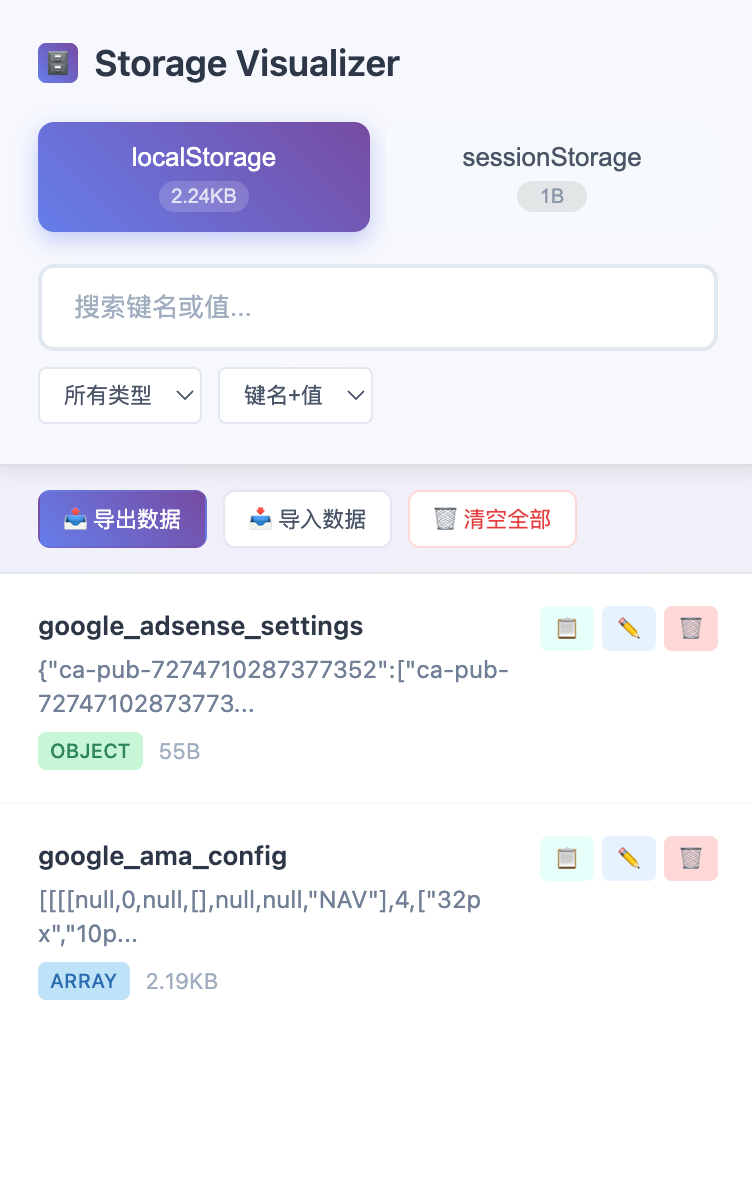 Storage Visualizer
localStorage
2.24KB
sessionStorage
1B
搜索键名或值...
所有类型
键名+值
导出数据
导入数据
清空全部
google_adsense_settings
{"ca-pub-7274710287377352":["ca-pub-
72747102873773...
OBJECT 55B
google_ama_config
[[[[null,0,null,[],null,null,"NAV"],4,["32p
x","10p...
ARRAY 2.19KB